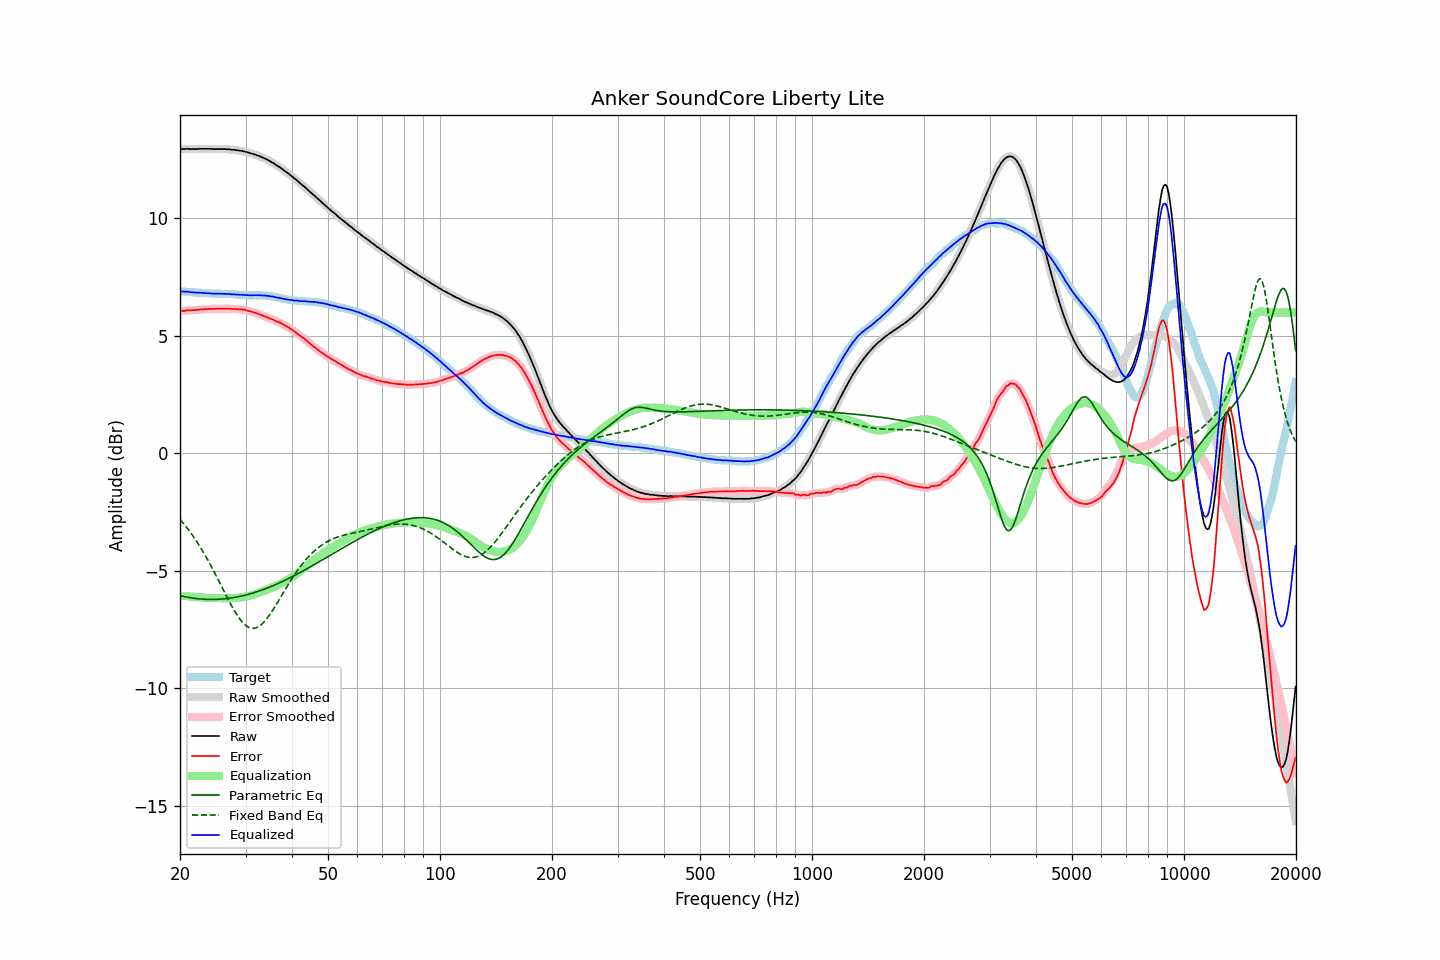 Anker SoundCore Liberty Lite
Amplitude (dBr)
10
5
0
−5
−10
−15
Target
Raw Smoothed
Error Smoothed
Raw
Error
Equalization
Parametric Eq
Fixed Band Eq
Equalized
20 50 100 200 500 1000 2000 5000 10000 20000
Frequency (Hz)